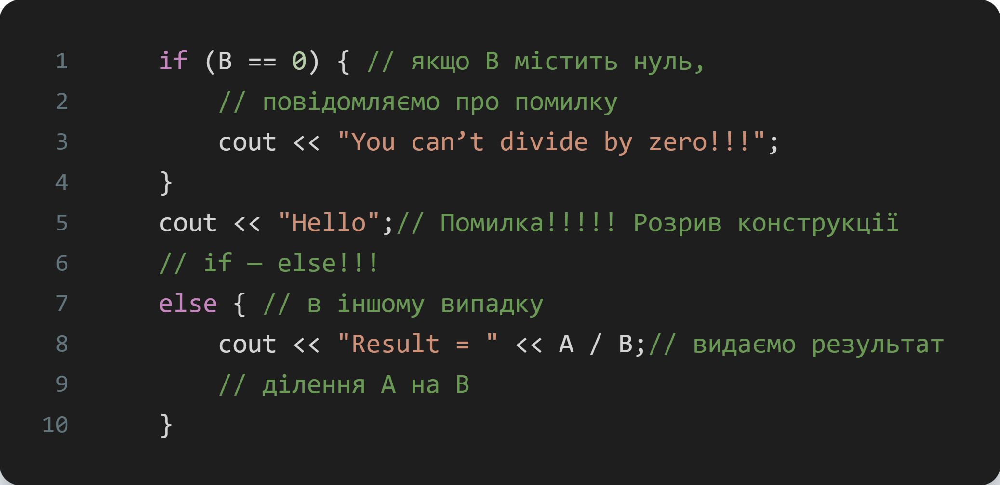 1 if (B == 0) { // якщо B містить нуль,
2 // повідомляємо про помилку
3 cout << "You can’t divide by zero!!!";
4 }
5 cout << "Hello";// Помилка!!!!! Розрив конструкції
6 // if – else!!!
7 else { // в іншому випадку
8 cout << "Result = " << A / B;// видаємо результат
9 // ділення A на B
10 }